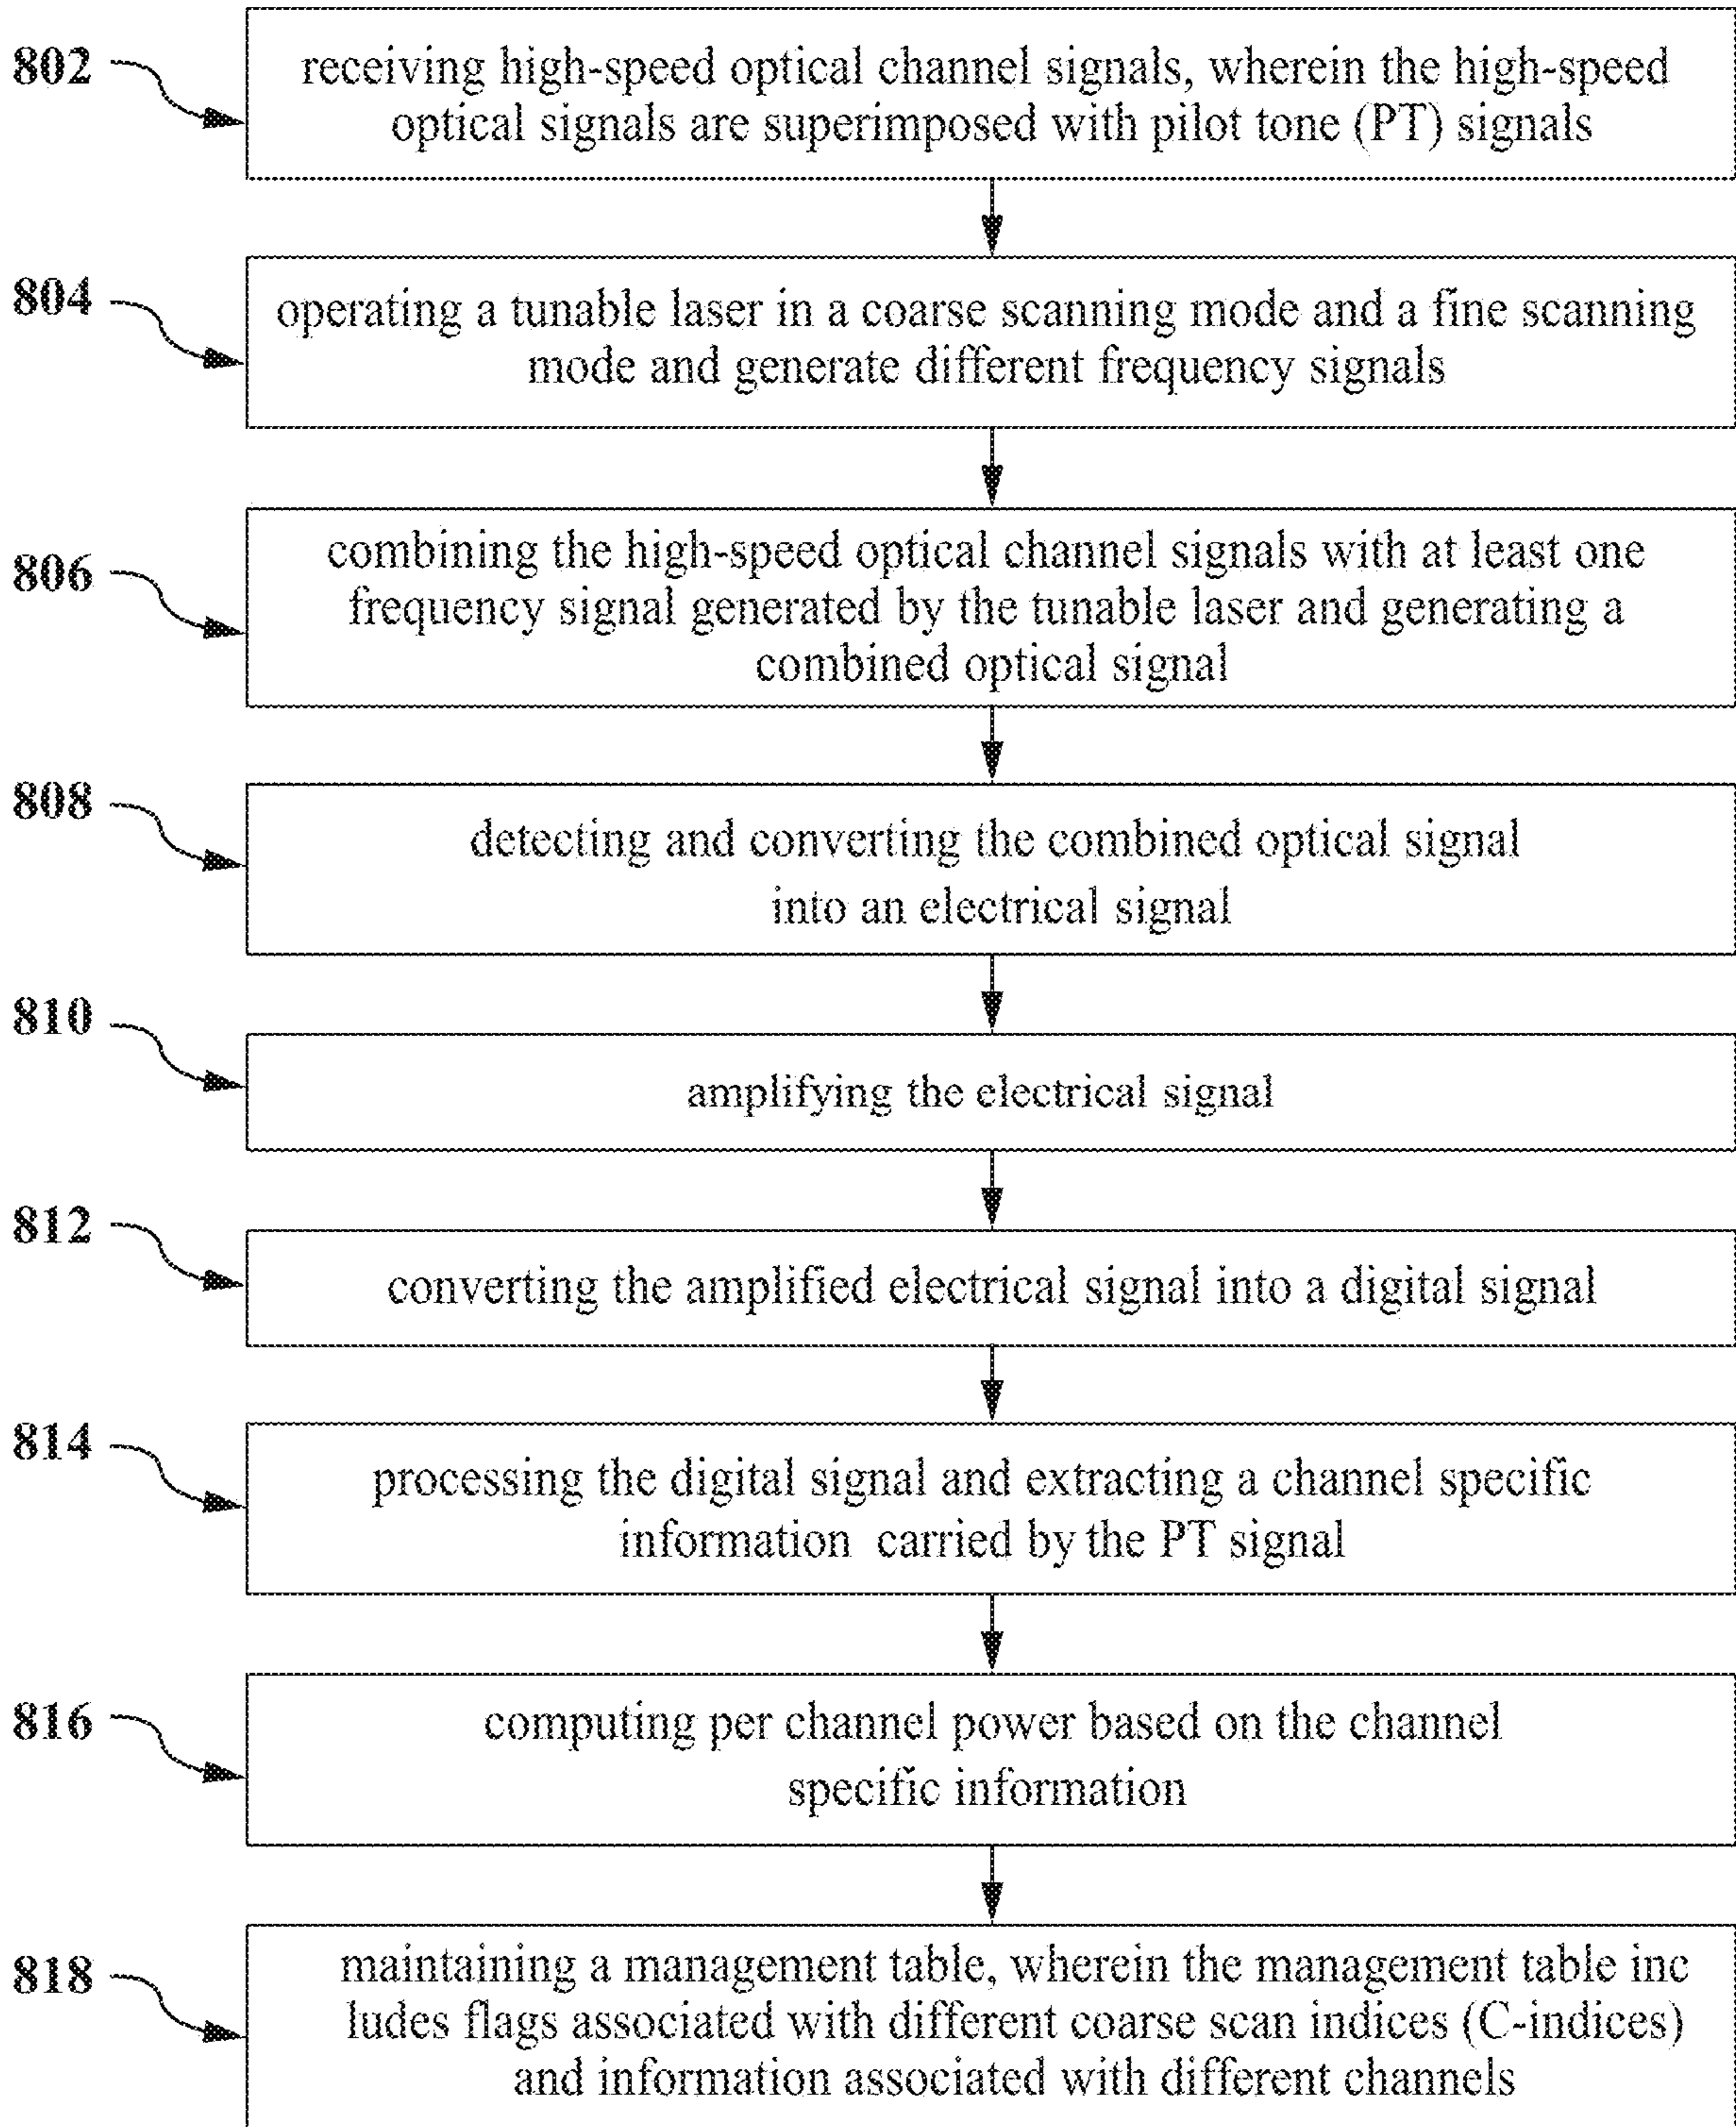 802
receiving high-speed optical channel signals, wherein the high-speed
optical signals are superimposed with pilot tone (PT) signals
804
operating a tunable laser in a coarse scanning mode and a fine scanning
mode and generate different frequency signals
806
combining the high-speed optical channel signals with at least one
frequency signal generated by the tunable laser and generating a
combined optical signal
808
detecting and converting the combined optical signal
into an electrical signal
810
amplifying the electrical signal
812
converting the amplified electrical signal into a digital signal
814
processing the digital signal and extracting a channel specific
information carried by the PT signal
816
computing per channel power based on the channel
specific information
818
maintaining a management table, wherein the management table inc
ludes flags associated with different coarse scan indices (C-indices)
and information associated with different channels